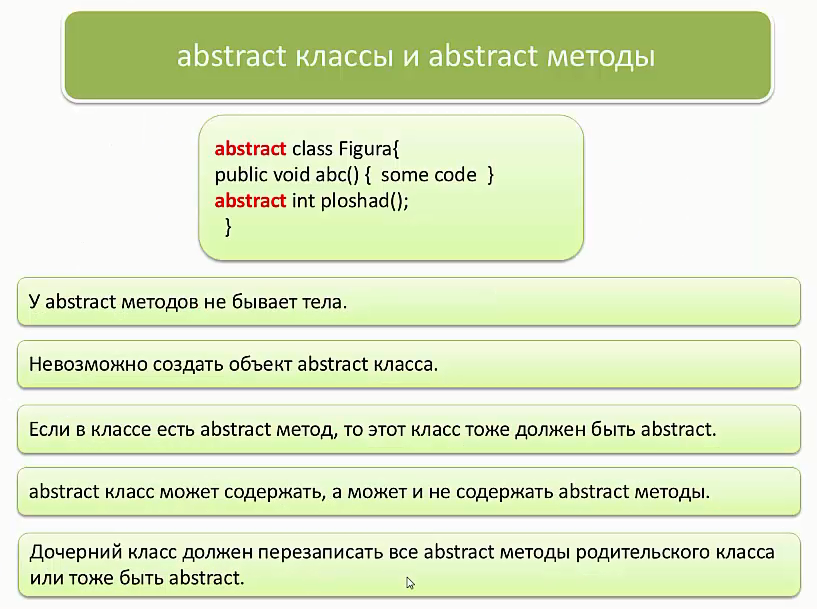 abstract классы и abstract методы
abstract class Figura{
public void abc() { some code }
abstract int ploshad();
}
У abstract методов не бывает тела.
Невозможно создать объект abstract класса.
Если в классе есть abstract метод, то этот класс тоже должен быть abstract.
abstract класс может содержать, а может и не содержать abstract методы.
Дочерний класс должен перезаписать все abstract методы родительского класса
или тоже быть abstract.